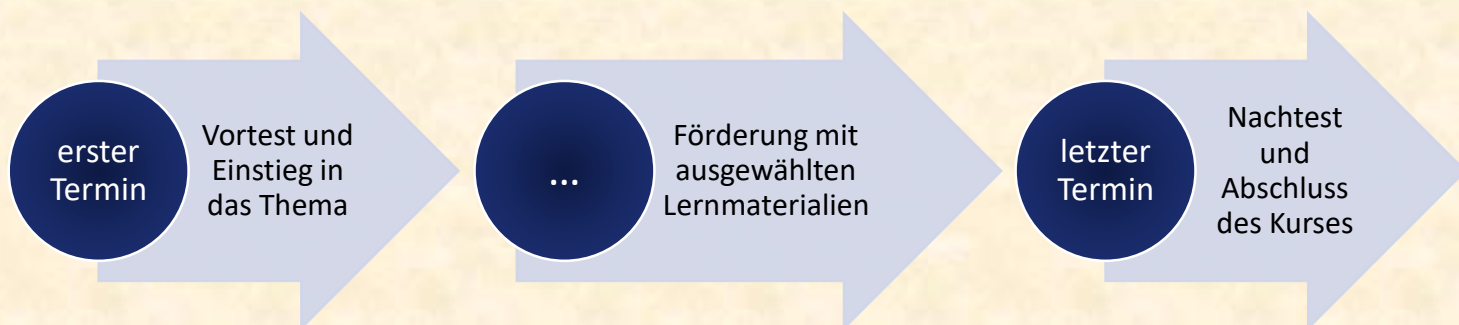 erster
Termin
Vortest und
Einstieg in
das Thema
...
Förderung mit
ausgewählten
Lernmaterialien
letzter
Termin
Nachtest
und
Abschluss
des Kurses